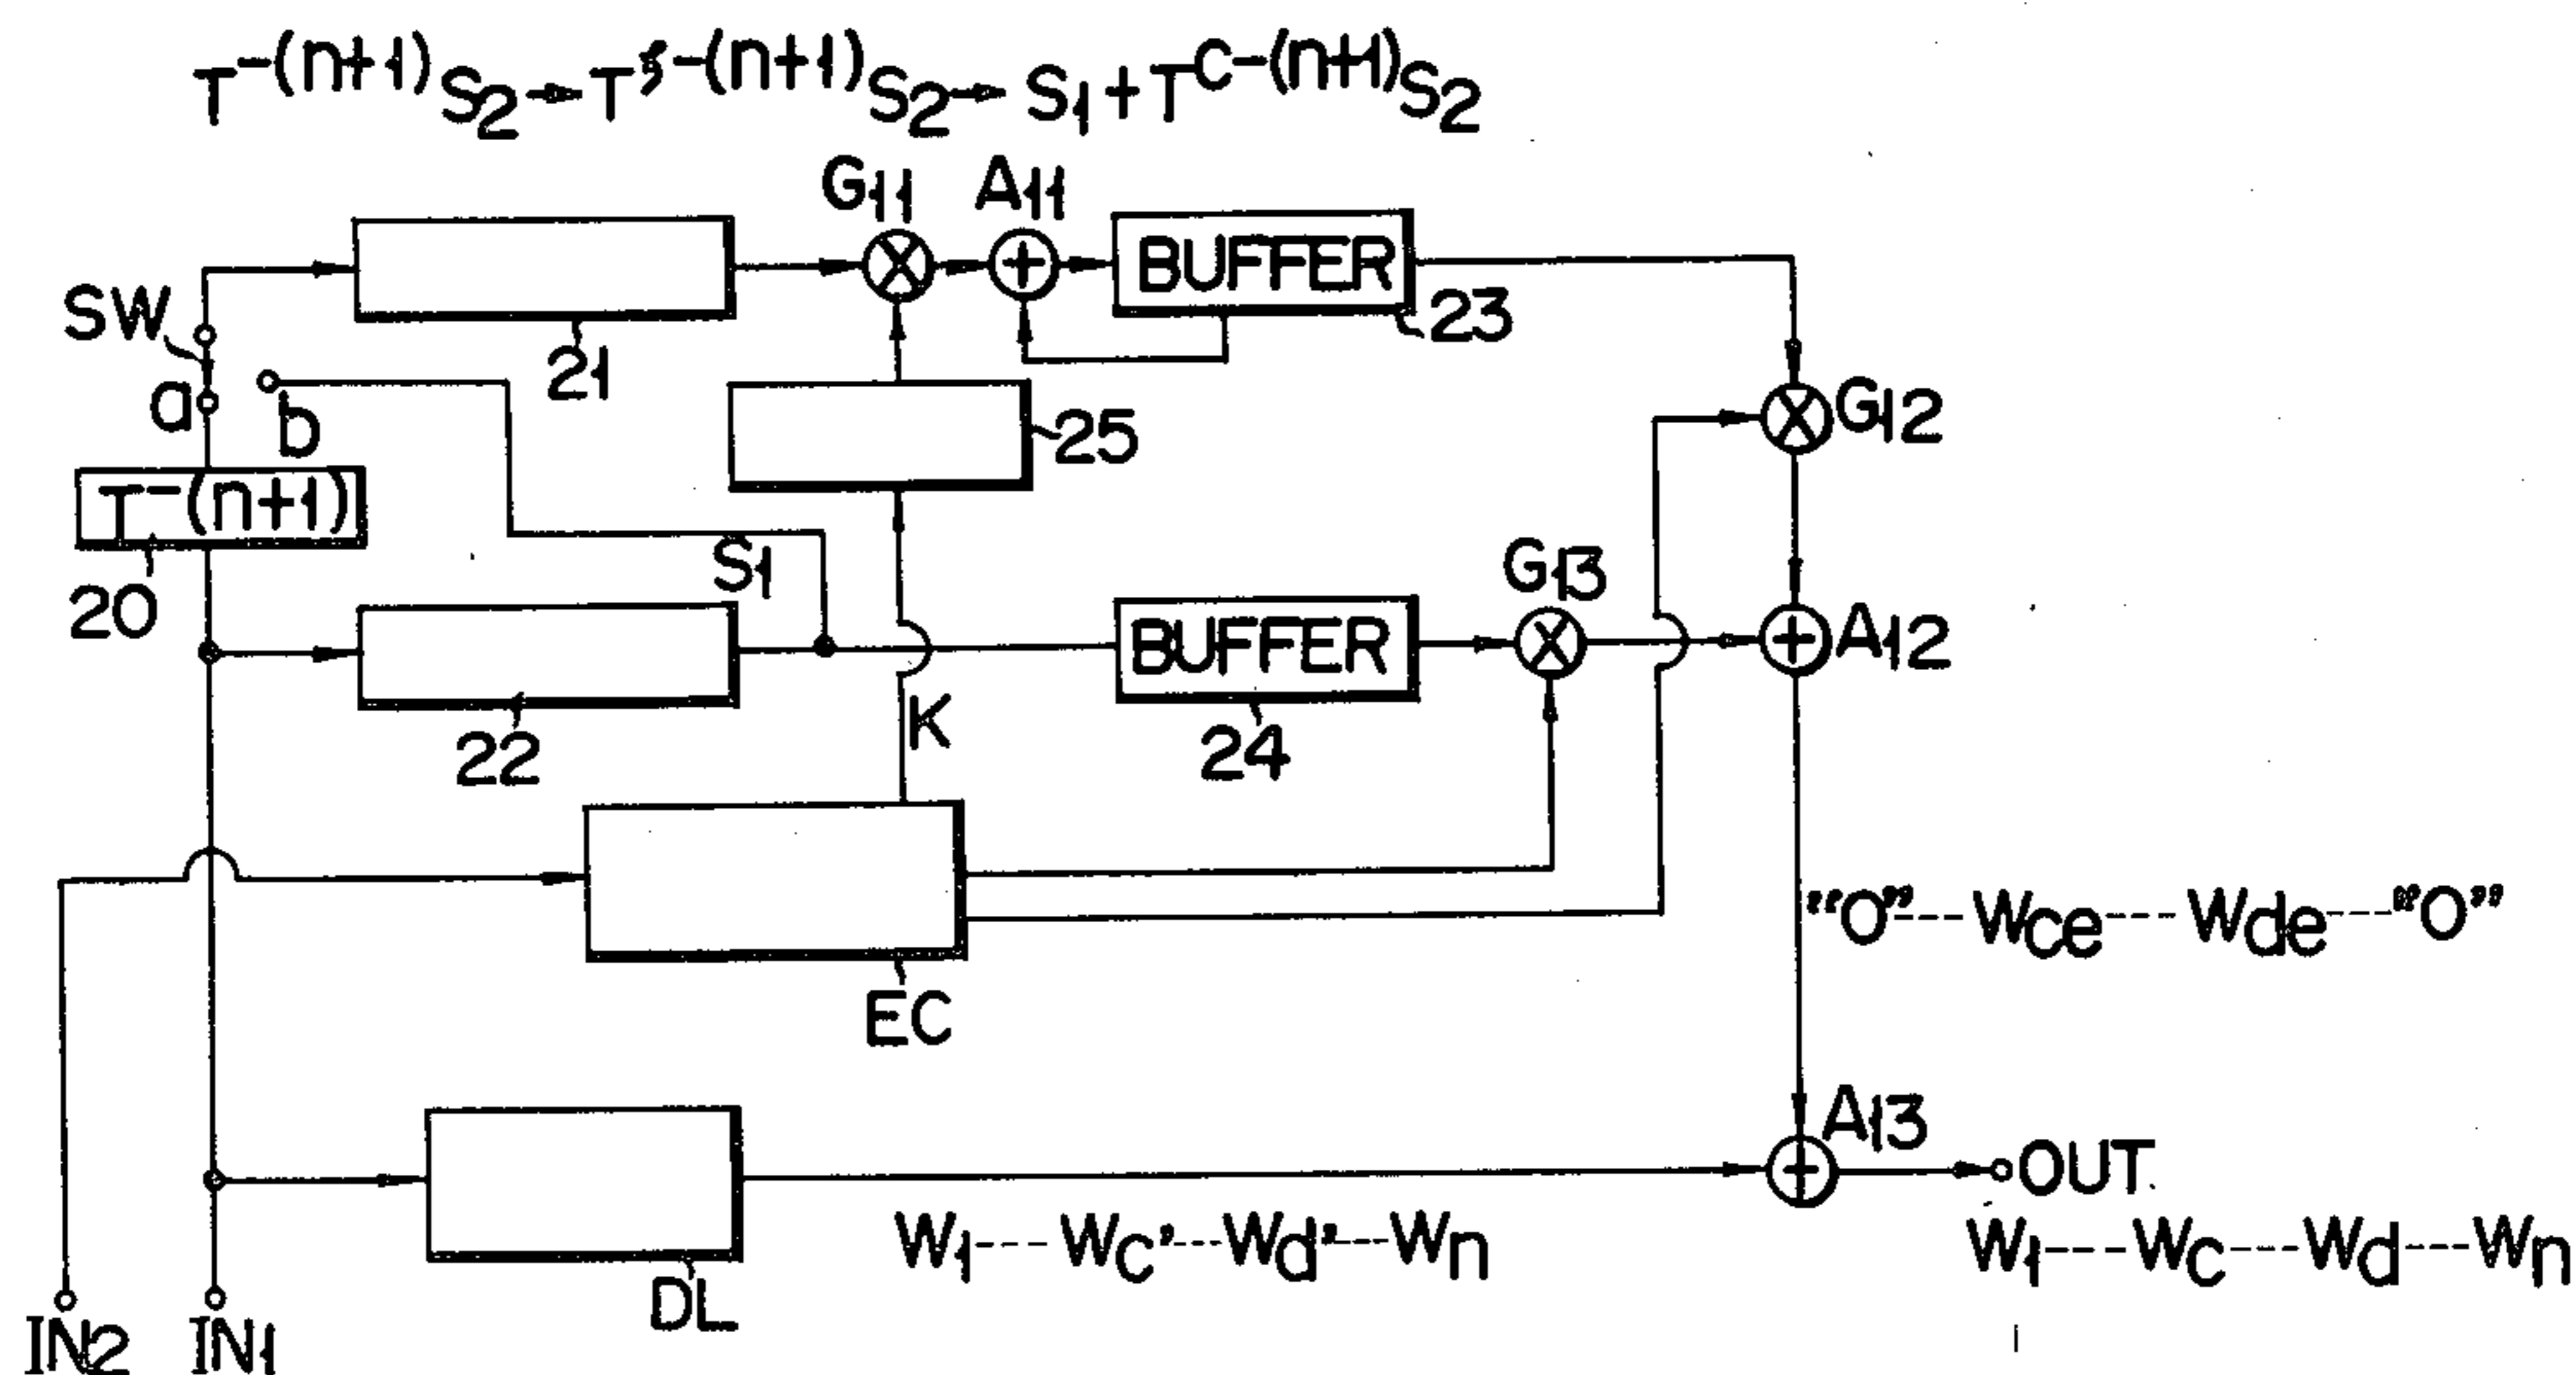 T^-(n+1) S2 → T^ξ-(n+1) S2 → S1 + T^C-(n+1) S2
G11
A11
BUFFER
SW
23
21
a
b
25
G12
T^-(n+1)
S1
G13
20
BUFFER
A12
22
K
24
"0"---Wce---Wde---"0"
EC
A13
OUT
W1---Wc'---Wd'---Wn
W1---Wc---Wd---Wn
DL
IN2
IN1